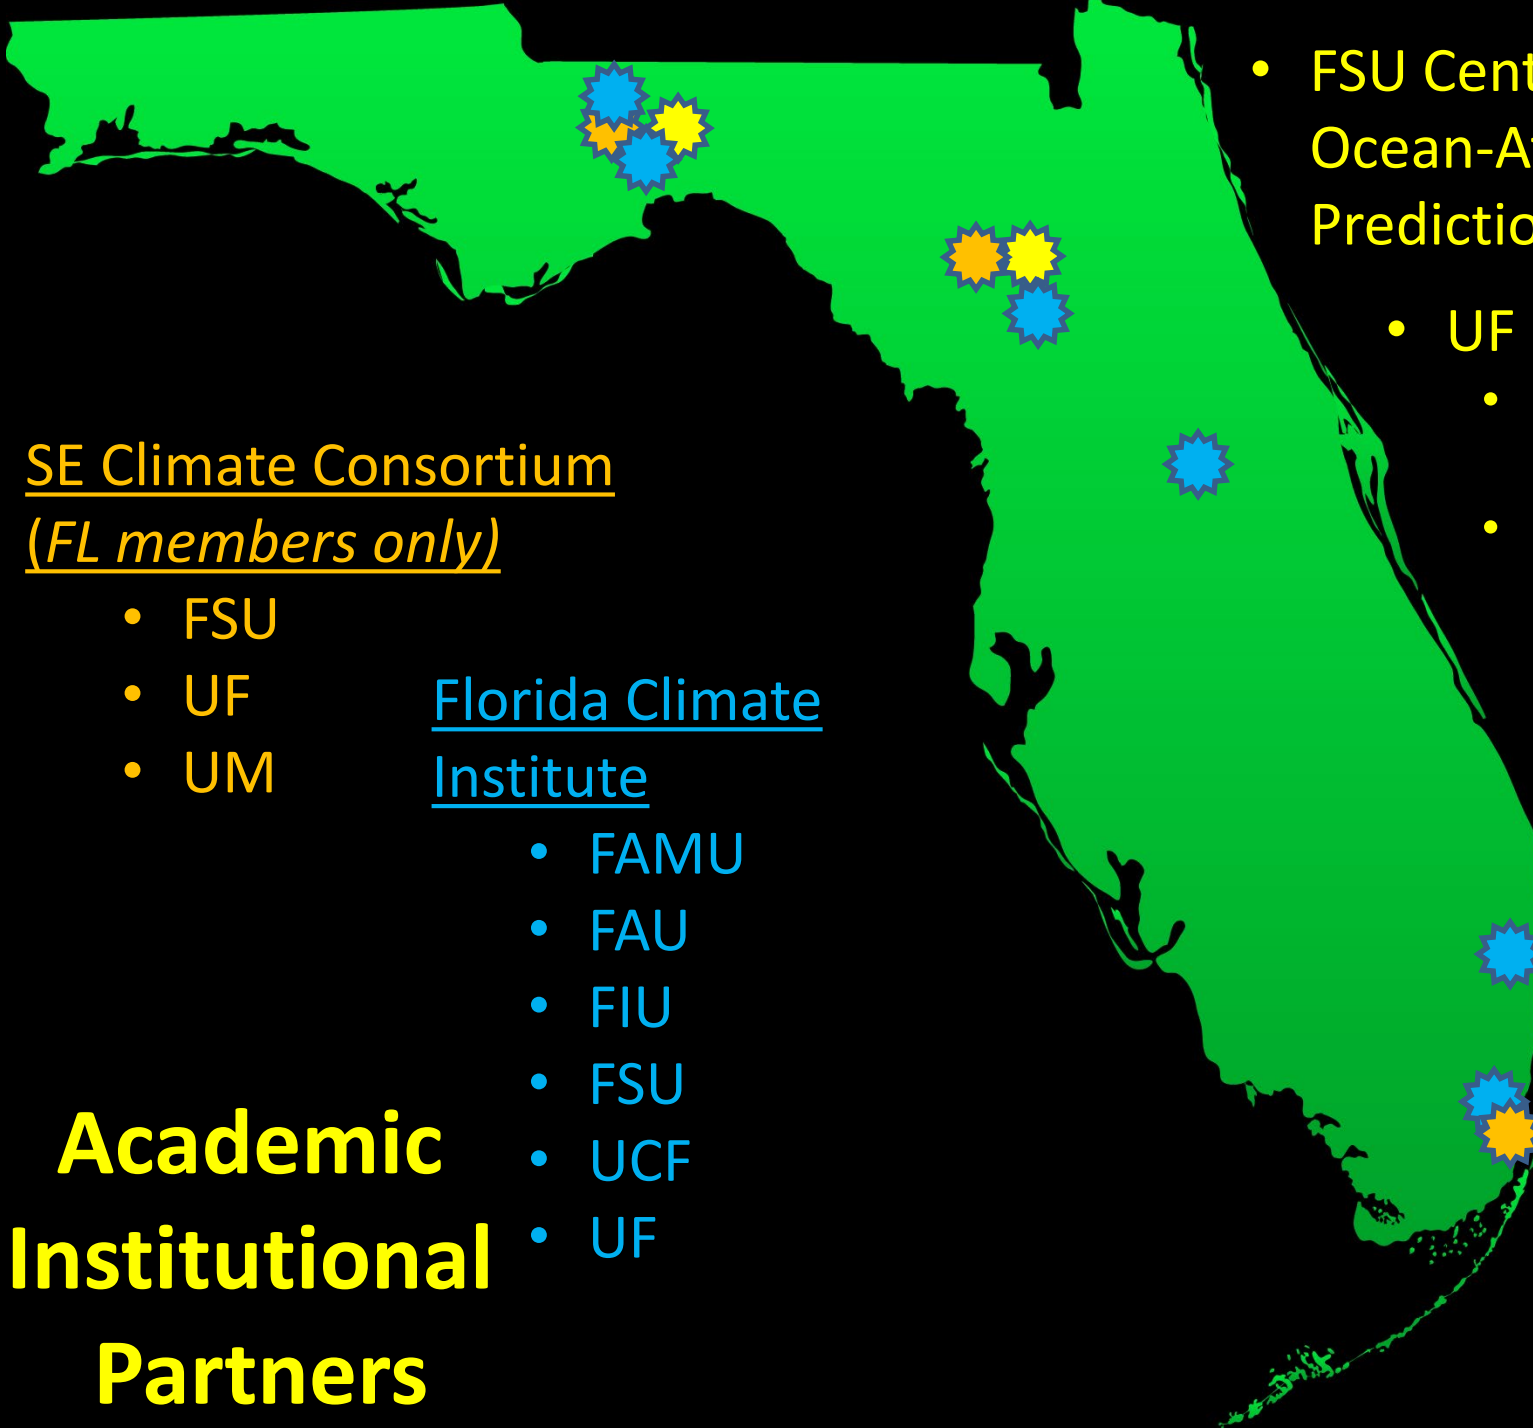 • FSU Cent
Ocean-A
Predictio
• UF
SE Climate Consortium
(FL members only)
• FSU
• UF
• UM
Florida Climate
Institute
• FAMU
• FAU
• FIU
• FSU
• UCF
• UF
Academic
Institutional
Partners